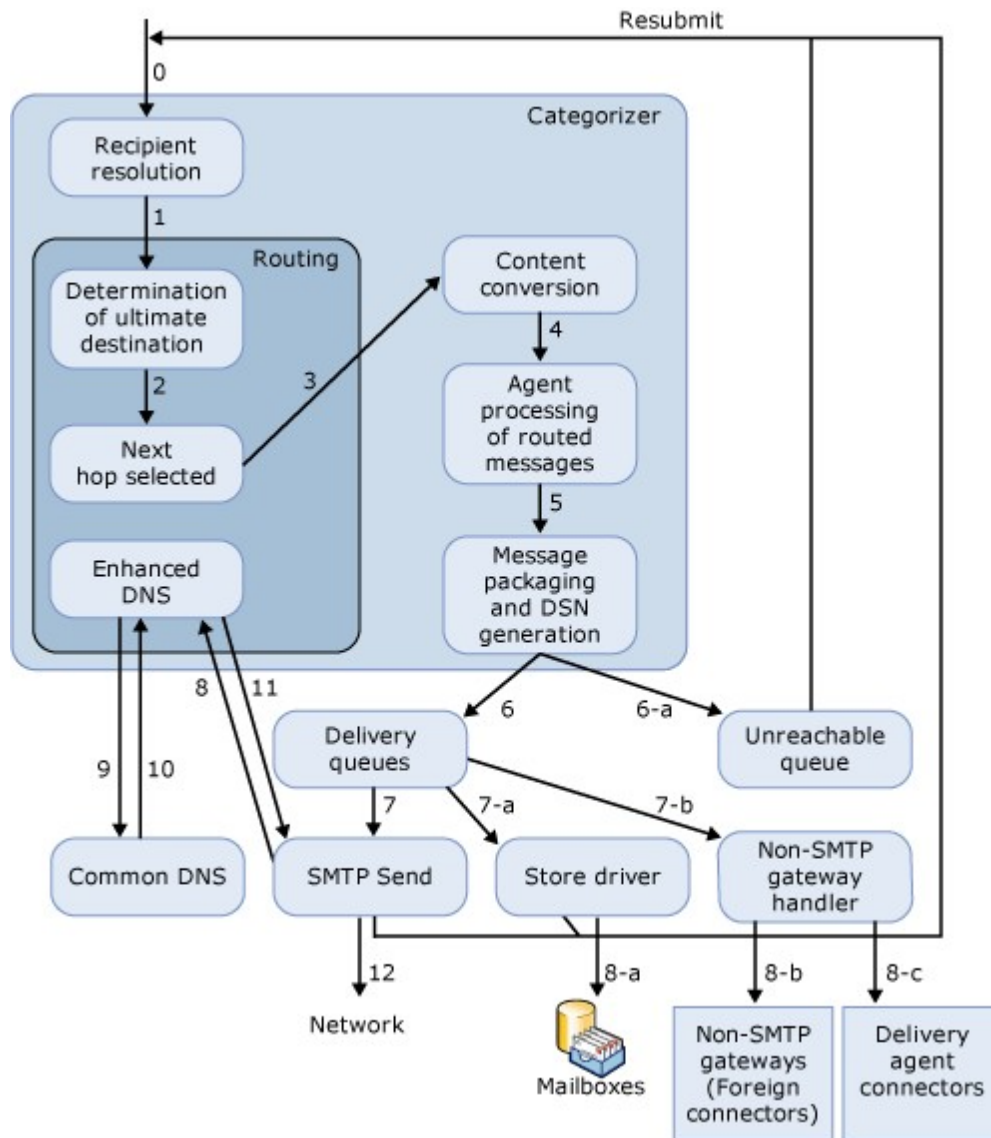 Resubmit
0
Categorizer
Recipient
resolution
1
Routing
Determination
of ultimate
destination
2
Next
hop selected
3
Content
conversion
4
Agent
processing
of routed
messages
5
Message
packaging
and DSN
generation
Enhanced
DNS
6
6-a
8
11
9
10
Delivery
queues
Unreachable
queue
7
7-a
7-b
Common DNS
SMTP Send
Store driver
Non-SMTP
gateway
handler
12
8-a
8-b
8-c
Network
Mailboxes
Non-SMTP
gateways
(Foreign
connectors)
Delivery
agent
connectors